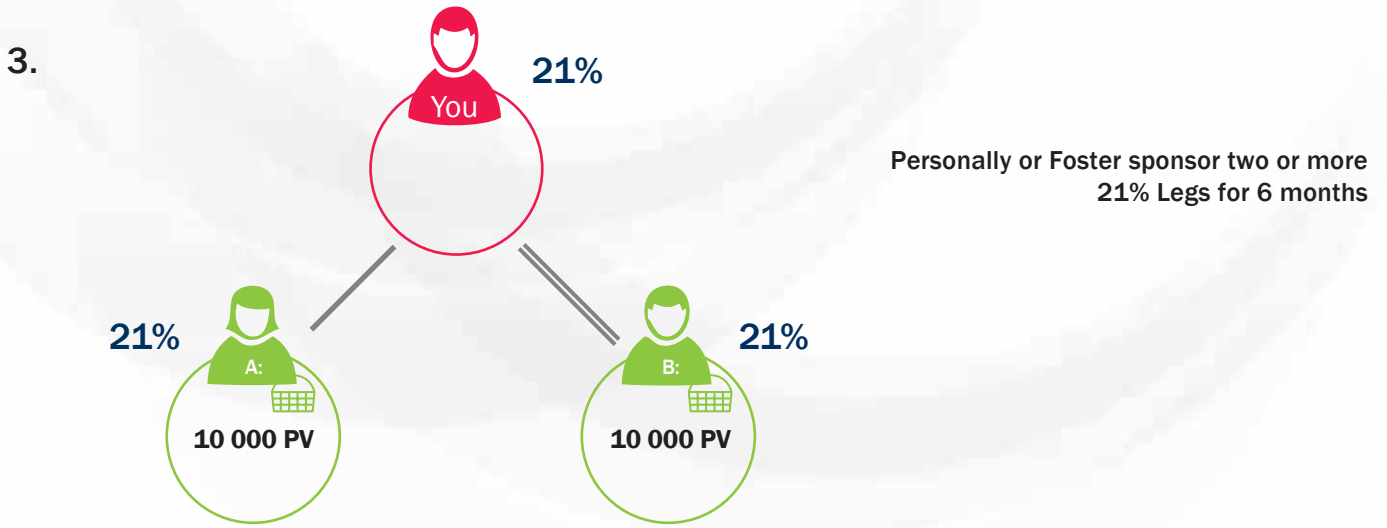 3.
You
21%
Personally or Foster sponsor two or more
21% Legs for 6 months
21%
A:
10 000 PV
B:
21%
10 000 PV